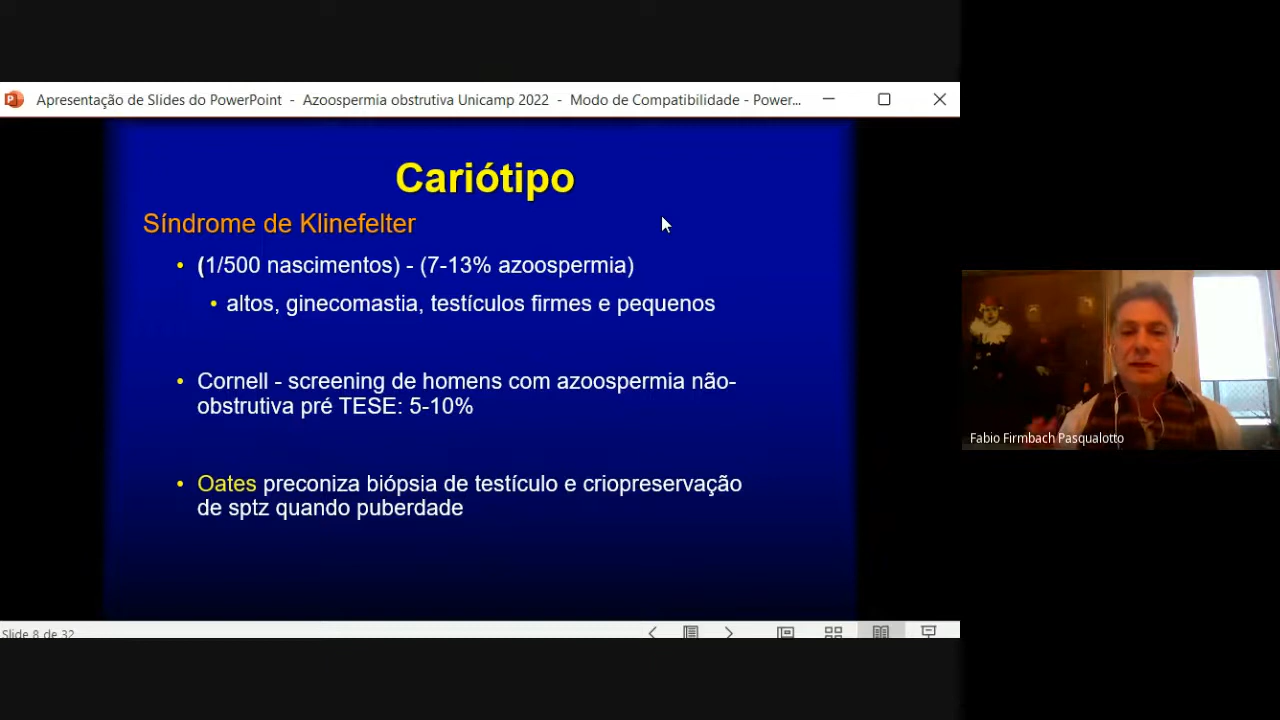 Apresentação de Slides do PowerPoint - Azoospermia obstrutiva Unicamp 2022 - Modo de Compatibilidade - Power...
Cariótipo
Síndrome de Klinefelter
• (1/500 nascimentos) - (7-13% azoospermia)
• altos, ginecomastia, testículos firmes e pequenos
• Cornell - screening de homens com azoospermia não-
obstrutiva pré TESE: 5-10%
• Oates preconiza biópsia de testículo e criopreservação
de sptz quando puberdade
Fabio Firmbach Pasqualotto
Slide 8 de 32